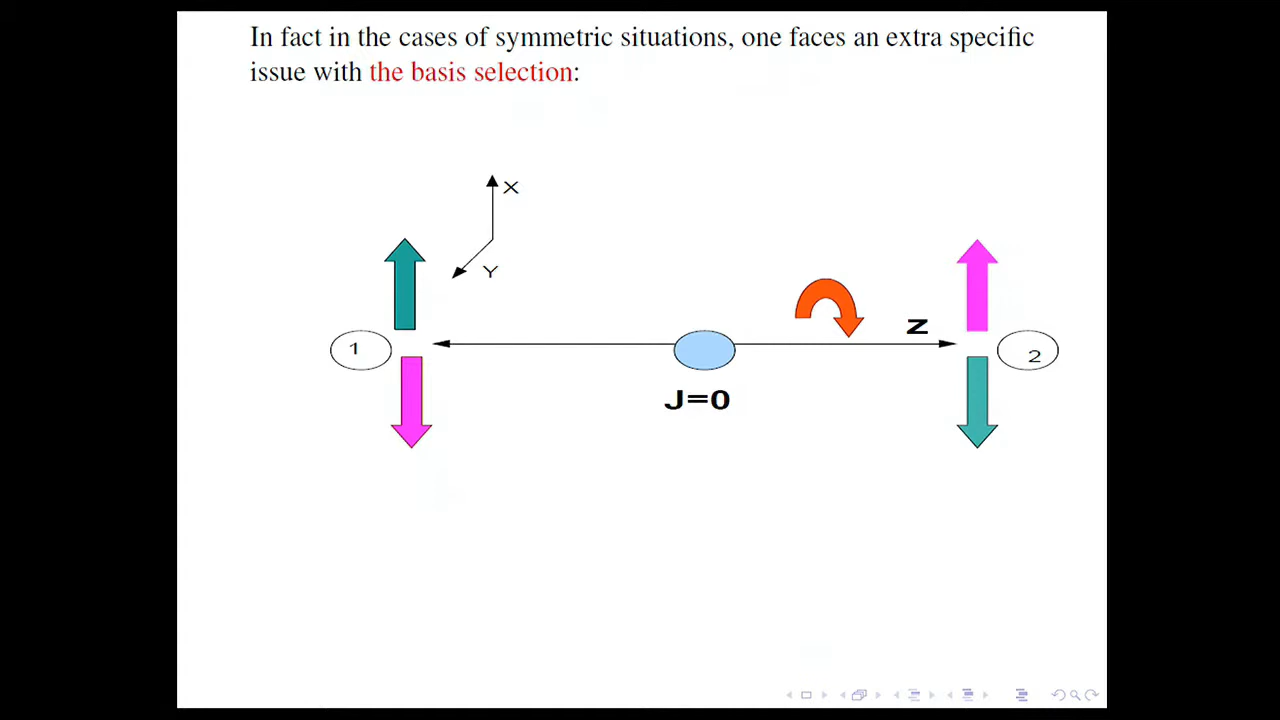 In fact in the cases of symmetric situations, one faces an extra specific
issue with the basis selection:
X
Y
Z
1
2
J=0